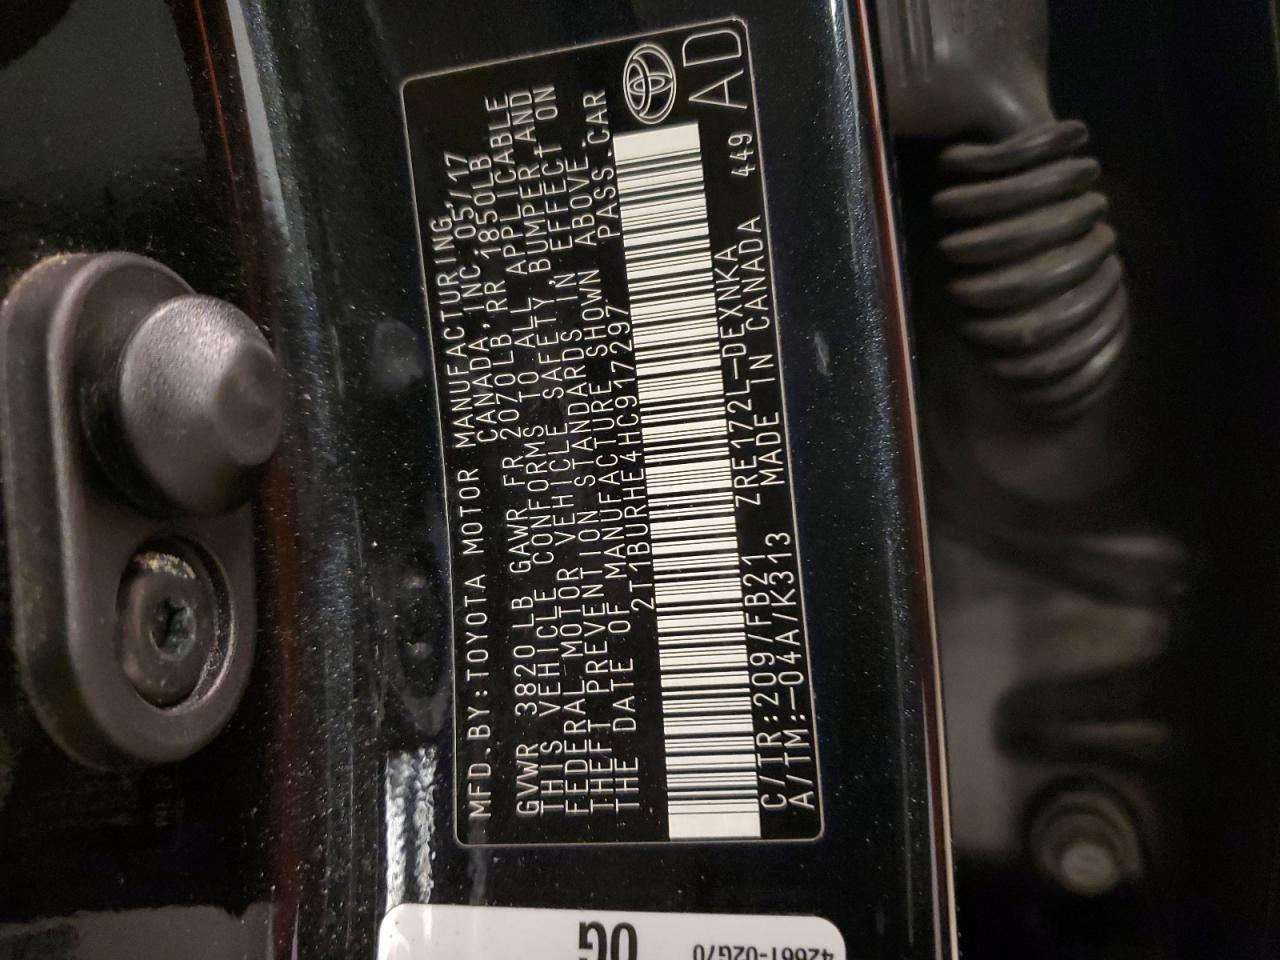 MFD.BY:TOYOTA MOTOR MANUFACTURING,
CANADA,INC. 05/17
GVWR 3820LB GAWR FR 2070LB,RR 1850LB
THIS VEHICLE CONFORMS TO ALL APPLICABLE
FEDERAL MOTOR VEHICLE SAFETY,BUMPER,AND
THEFT PREVENTION STANDARDS IN EFFECT ON
THE DATE OF MANUFACTURE SHOWN ABOVE.
2T1BURHE4HC917297 PASS.CAR
C/TR:209/FB21 ZRE172L-DEXNKA 449
A/TM:-04A/K313 MADE IN CANADA
AD
0G
42661-02G70